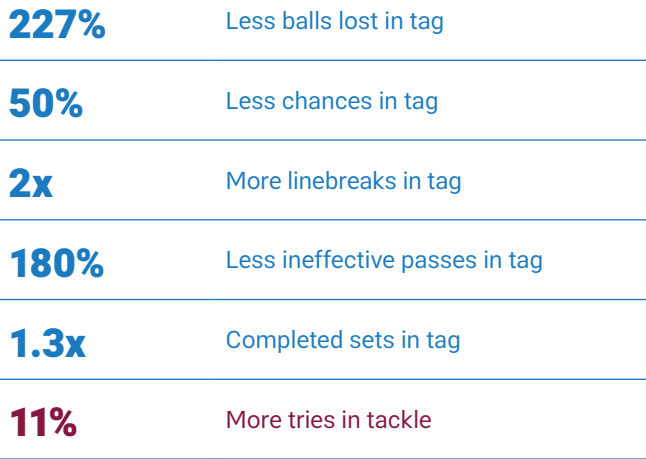 227% Less balls lost in tag
50% Less chances in tag
2x More linebreaks in tag
180% Less ineffective passes in tag
1.3x Completed sets in tag
11% More tries in tackle